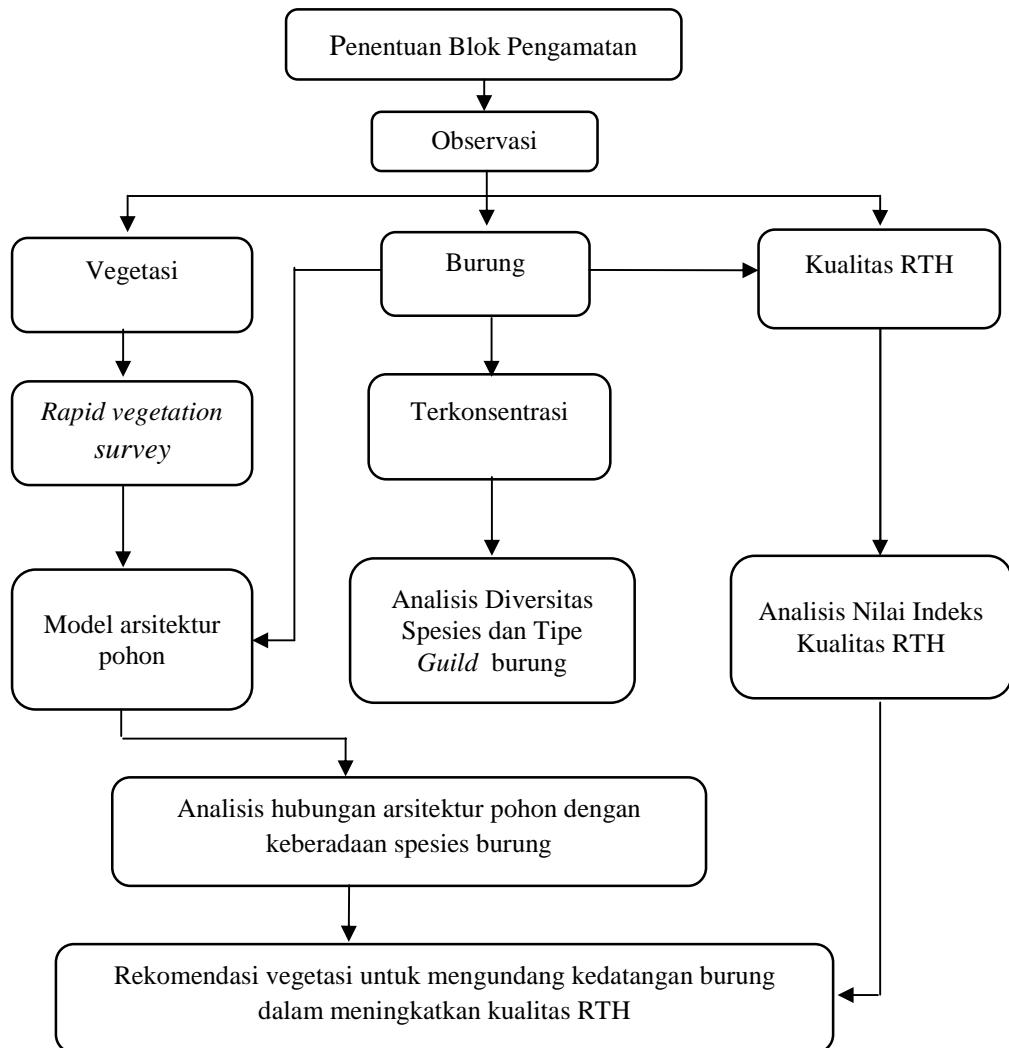 Penentuan Blok Pengamatan
Observasi
Vegetasi
Burung
Kualitas RTH
Rapid vegetation
survey
Terkonsentrasi
Model arsitektur
pohon
Analisis Diversitas
Spesies dan Tipe
Guild burung
Analisis Nilai Indeks
Kualitas RTH
Analisis hubungan arsitektur pohon dengan
keberadaan spesies burung
Rekomendasi vegetasi untuk mengundang kedatangan burung
dalam meningkatkan kualitas RTH